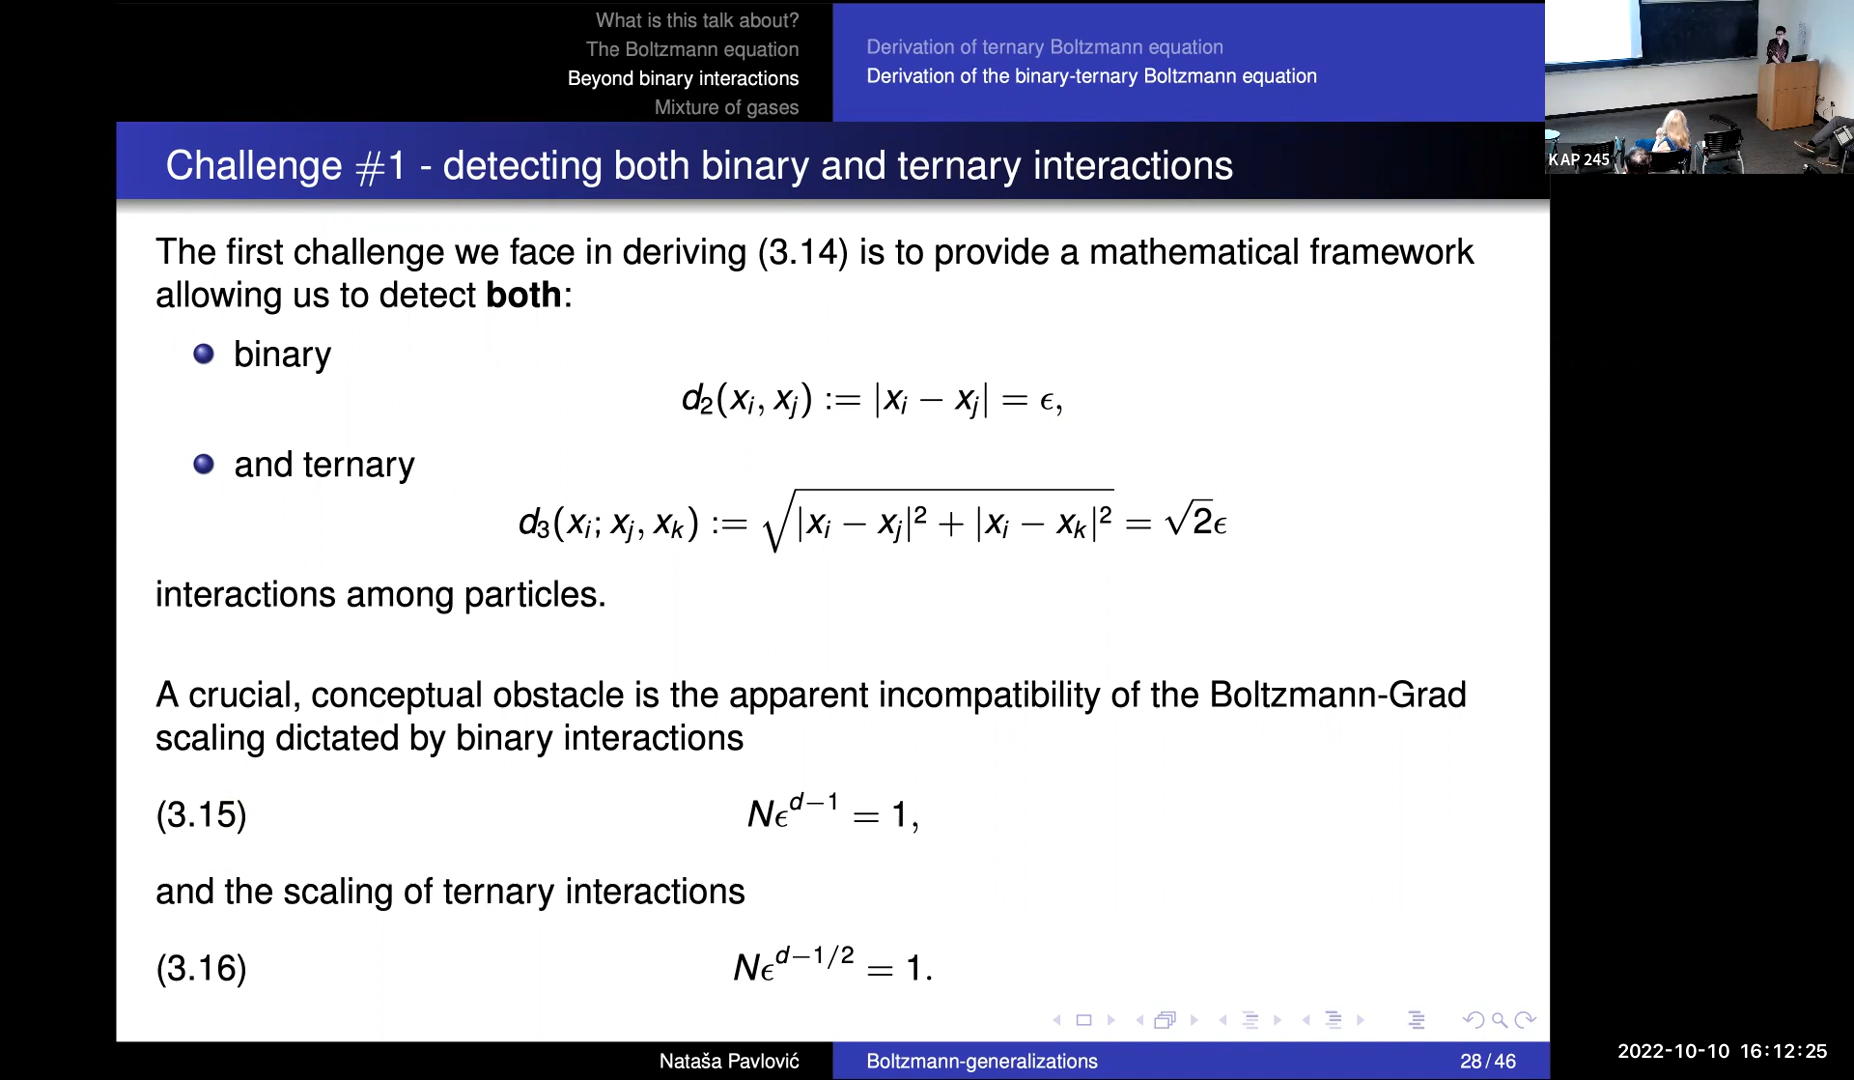 What is this talk about?
The Boltzmann equation
Beyond binary interactions
Mixture of gases
Derivation of ternary Boltzmann equation
Derivation of the binary-ternary Boltzmann equation
KAP 245
Challenge #1 - detecting both binary and ternary interactions
The first challenge we face in deriving (3.14) is to provide a mathematical framework
allowing us to detect both:
binary
d₂(xᵢ, xⱼ) := |xᵢ − xⱼ| = ϵ,
and ternary
d₃(xᵢ; xⱼ, xₖ) := √(|xᵢ − xⱼ|² + |xᵢ − xₖ|²) = √2ϵ
interactions among particles.
A crucial, conceptual obstacle is the apparent incompatibility of the Boltzmann-Grad
scaling dictated by binary interactions
(3.15) Nϵ^{d−1} = 1,
and the scaling of ternary interactions
(3.16) Nϵ^{d−1/2} = 1.
Nataša Pavlović Boltzmann-generalizations 28/46
2022-10-10 16:12:25